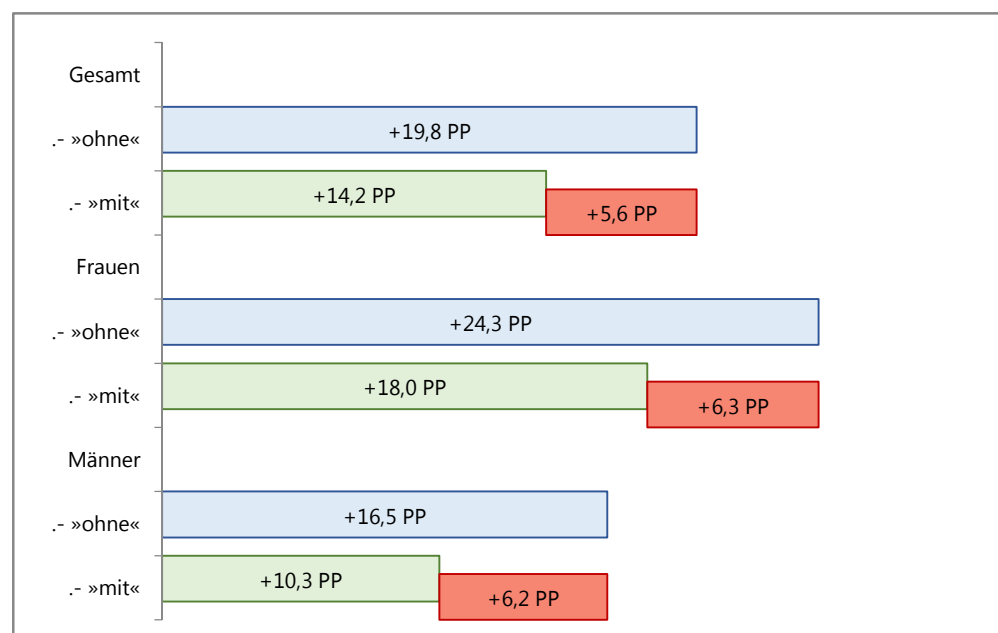 Gesamt
.- »ohne« +19,8 PP
.- »mit« +14,2 PP +5,6 PP
Frauen
.- »ohne« +24,3 PP
.- »mit« +18,0 PP +6,3 PP
Männer
.- »ohne« +16,5 PP
.- »mit« +10,3 PP +6,2 PP